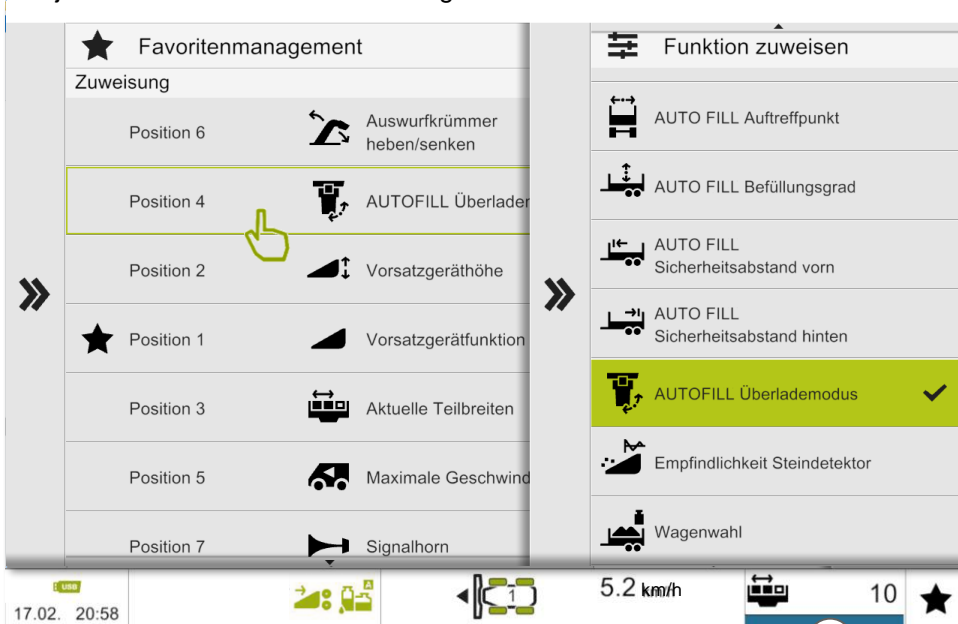 Favoritenmanagement
Zuweisung
Position 6
Auswurfkrümmer
heben/senken
Position 4
AUTOFILL Überlader
Position 2
Vorsatzgeräthöhe
Position 1
Vorsatzgerätfunktion
Position 3
Aktuelle Teilbreiten
Position 5
Maximale Geschwind
Position 7
Signalhorn
Funktion zuweisen
AUTO FILL Auftreffpunkt
AUTO FILL Befüllungsgrad
AUTO FILL
Sicherheitsabstand vorn
AUTO FILL
Sicherheitsabstand hinten
AUTOFILL Überlademodus
Empfindlichkeit Steindetektor
Wagenwahl
USB
17.02. 20:58
A
1
5.2 km/h
10